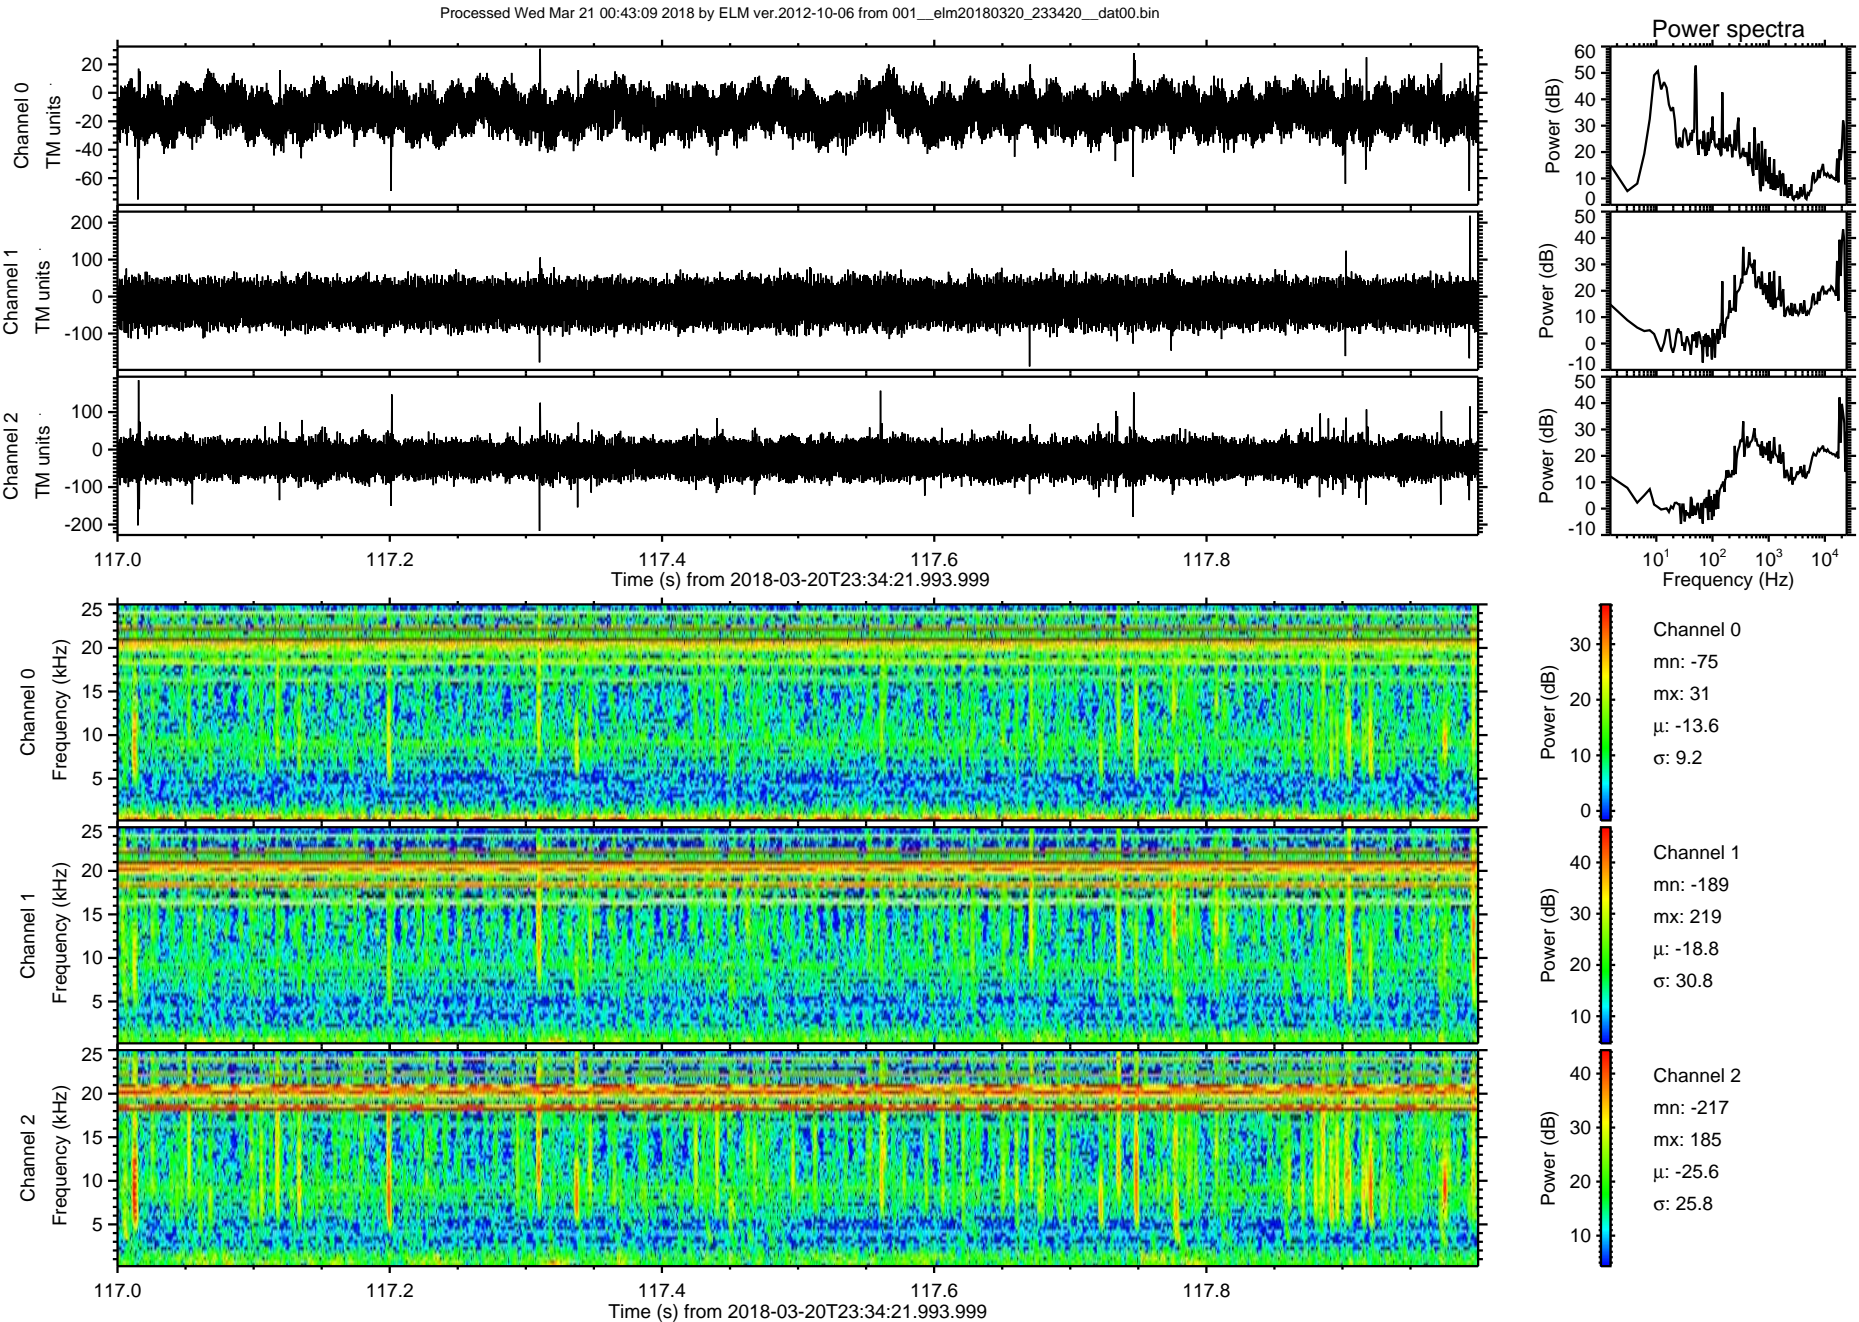 Processed Wed Mar 21 00:43:09 2018 by ELM ver.2012-10-06 from 001__elm20180320_233420__dat00.bin
Power spectra
Channel 0
TM units
20
0
-20
-40
-60
Power (dB)
60
50
40
30
20
10
0
Channel 1
TM units
200
100
0
-100
Power (dB)
50
40
30
20
10
0
-10
Channel 2
TM units
100
0
-100
-200
Power (dB)
50
40
30
20
10
0
-10
117.0 117.2 117.4 117.6 117.8
Time (s) from 2018-03-20T23:34:21.993.999
10^1 10^2 10^3 10^4
Frequency (Hz)
Channel 0
Frequency (kHz)
25
20
15
10
5
Power (dB)
30
20
10
0
Channel 0
mn: -75
mx: 31
μ: -13.6
σ: 9.2
Channel 1
Frequency (kHz)
25
20
15
10
5
Power (dB)
40
30
20
10
Channel 1
mn: -189
mx: 219
μ: -18.8
σ: 30.8
Channel 2
Frequency (kHz)
25
20
15
10
5
Power (dB)
40
30
20
10
Channel 2
mn: -217
mx: 185
μ: -25.6
σ: 25.8
117.0 117.2 117.4 117.6 117.8
Time (s) from 2018-03-20T23:34:21.993.999